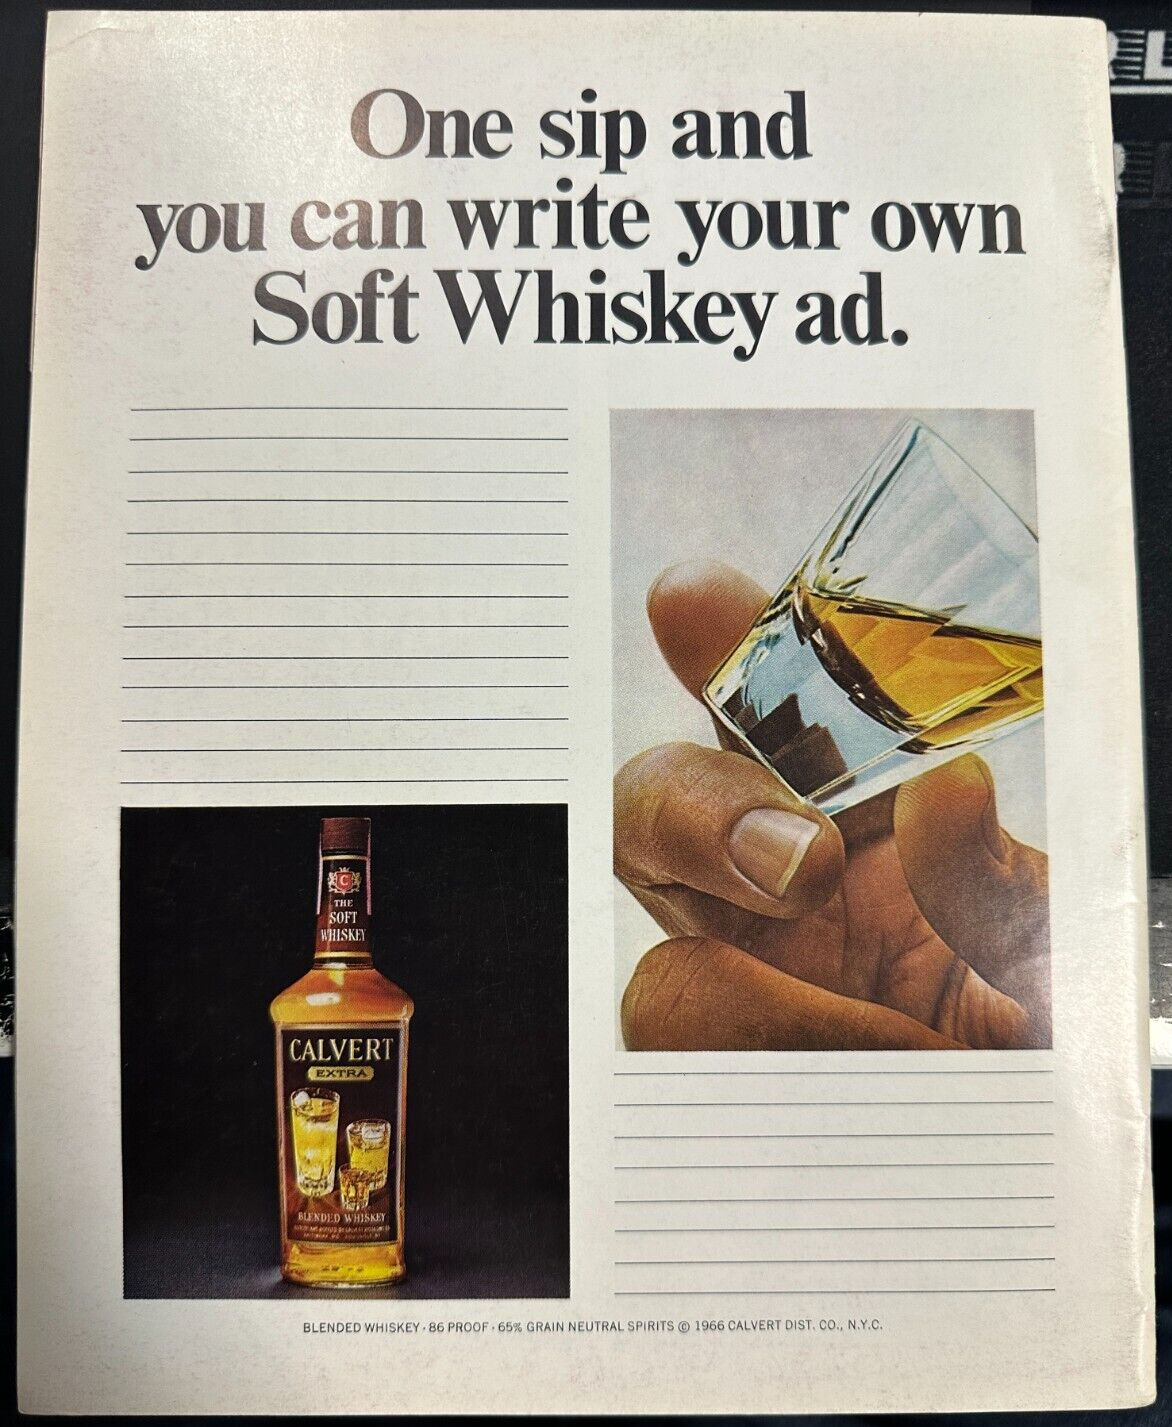 One sip and
you can write your own
Soft Whiskey ad.
C
THE
SOFT
WHISKEY
CALVERT
EXTRA
BLENDED WHISKEY
BLENDED WHISKEY · 86 PROOF · 65% GRAIN NEUTRAL SPIRITS © 1966 CALVERT DIST. CO., N.Y.C.